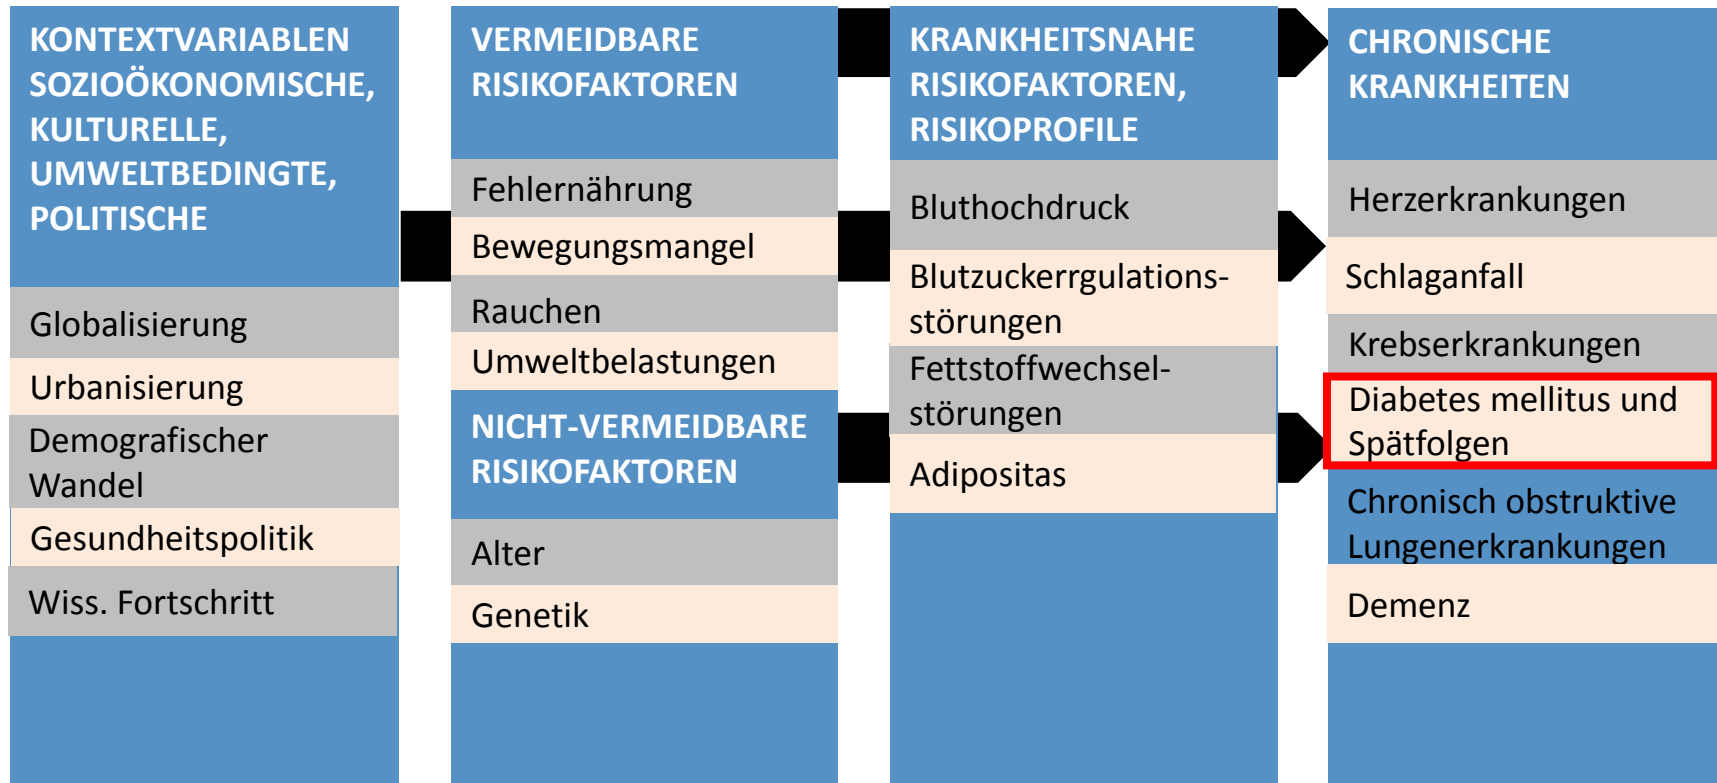 KONTEXTVARIABLEN
SOZIOÖKONOMISCHE,
KULTURELLE,
UMWELTBEDINGTE,
POLITISCHE
Globalisierung
Urbanisierung
Demografischer
Wandel
Gesundheitspolitik
Wiss. Fortschritt
VERMEIDBARE
RISIKOFAKTOREN
Fehlernährung
Bewegungsmangel
Rauchen
Umweltbelastungen
NICHT-VERMEIDBARE
RISIKOFAKTOREN
Alter
Genetik
KRANKHEITSNAHE
RISIKOFAKTOREN,
RISIKOPROFILE
Bluthochdruck
Blutzuckerrgulations-
störungen
Fettstoffwechsel-
störungen
Adipositas
CHRONISCHE
KRANKHEITEN
Herzerkrankungen
Schlaganfall
Krebserkrankungen
Diabetes mellitus und
Spätfolgen
Chronisch obstruktive
Lungenerkrankungen
Demenz